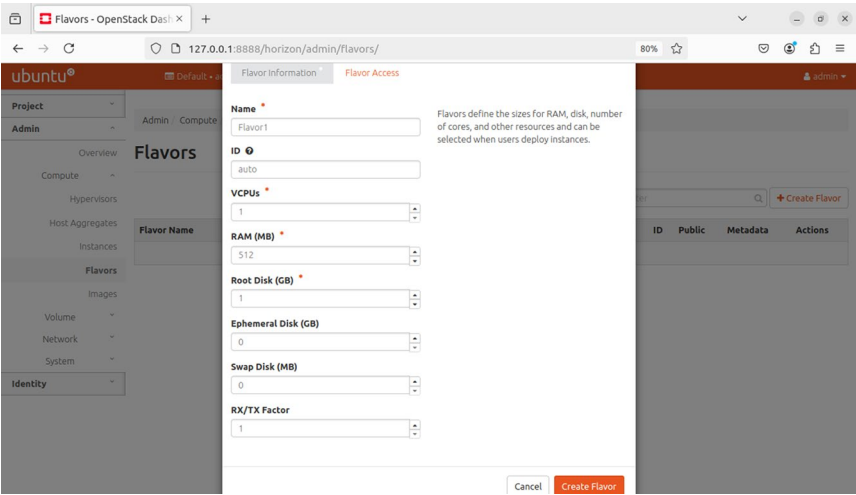 Flavors - OpenStack Dash
127.0.0.1:8888/horizon/admin/flavors/
80%
ubuntu®
Default
admin
Project
Admin
Overview
Compute
Hypervisors
Host Aggregates
Instances
Flavors
Images
Volume
Network
System
Identity
Admin / Compute
Flavors
+ Create Flavor
Flavor Name
ID Public Metadata Actions
Flavor Information *
Flavor Access
Name *
Flavor1
ID
auto
VCPUs *
1
RAM (MB) *
512
Root Disk (GB) *
1
Ephemeral Disk (GB)
0
Swap Disk (MB)
0
RX/TX Factor
1
Flavors define the sizes for RAM, disk, number
of cores, and other resources and can be
selected when users deploy instances.
Cancel
Create Flavor